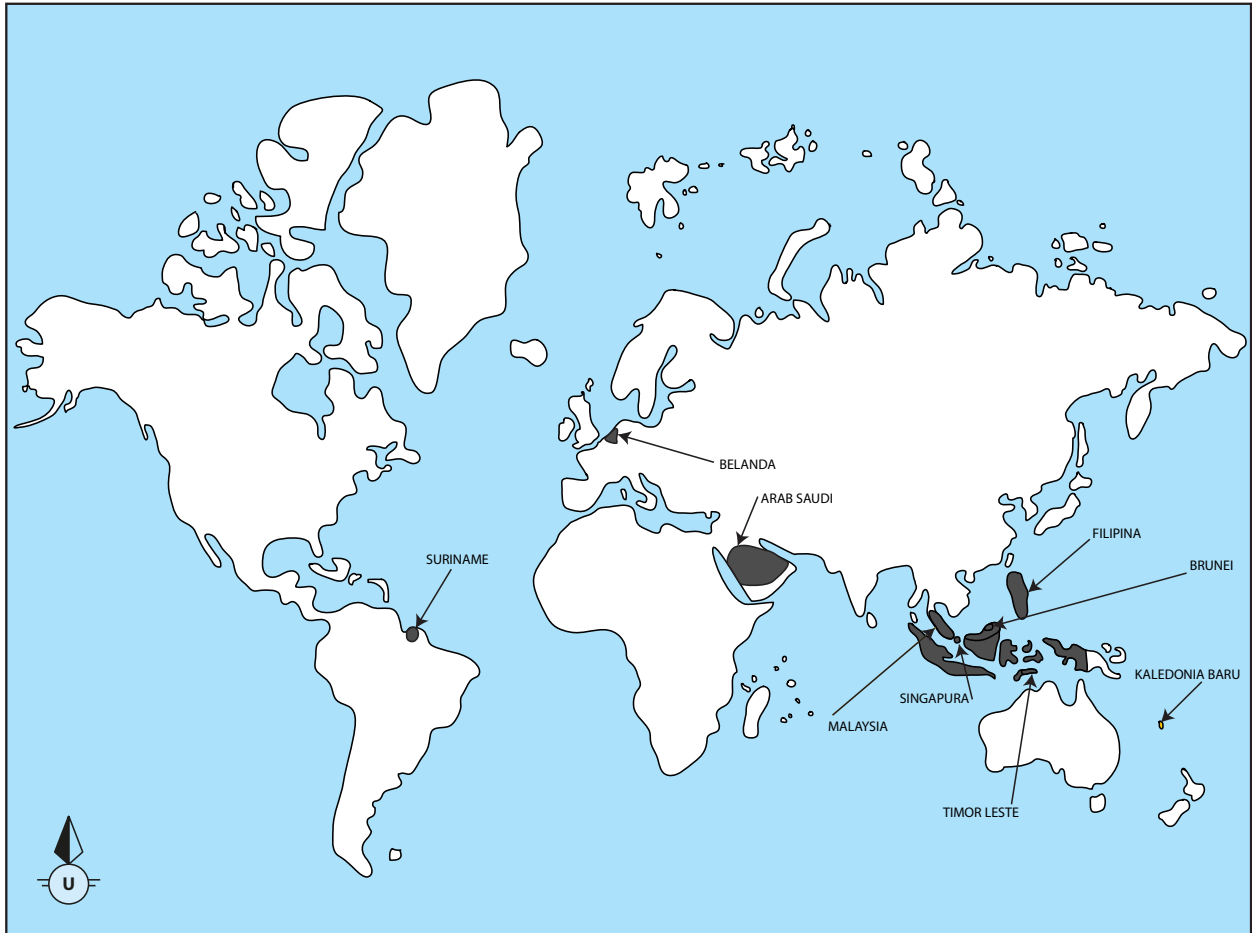 BELANDA
ARAB SAUDI
FILIPINA
SURINAME
BRUNEI
KALEDONIA BARU
SINGAPURA
MALAYSIA
TIMOR LESTE
U